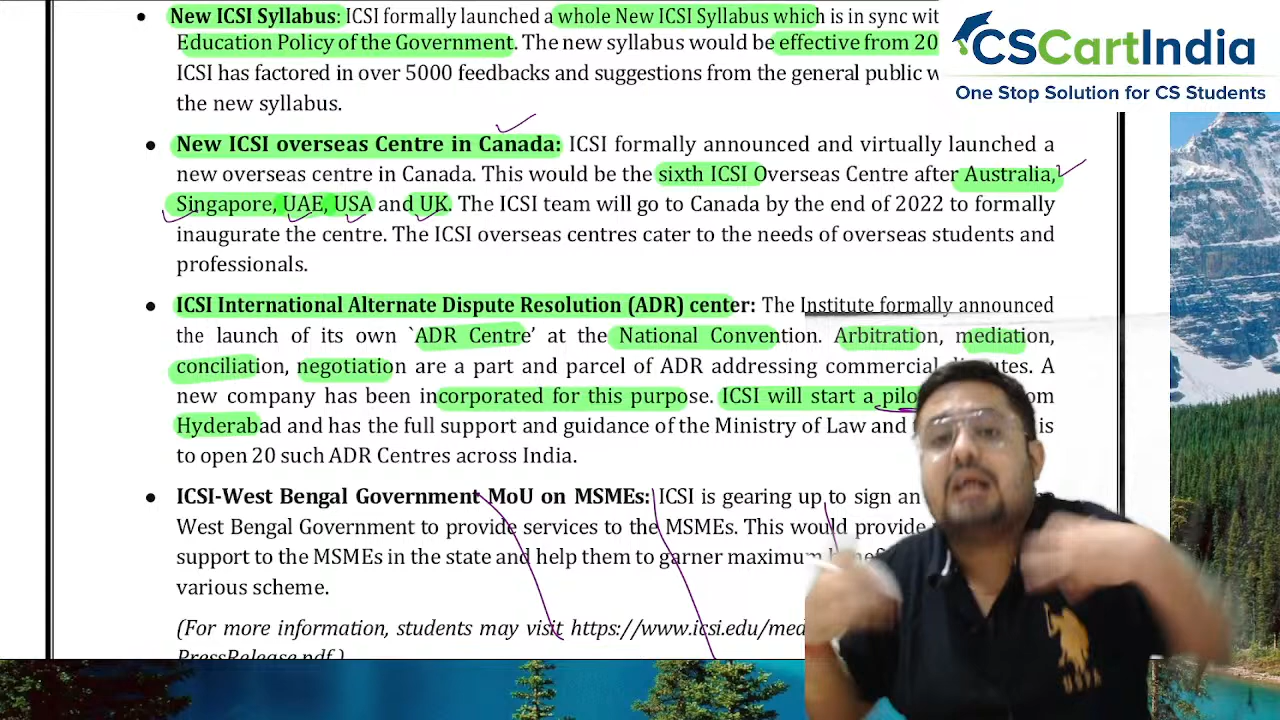 New ICSI Syllabus: ICSI formally launched a whole New ICSI Syllabus which is in sync wit
Education Policy of the Government. The new syllabus would be effective from 20
ICSI has factored in over 5000 feedbacks and suggestions from the general public w
the new syllabus.
CSCartIndia
One Stop Solution for CS Students
• New ICSI overseas Centre in Canada: ICSI formally announced and virtually launched a
new overseas centre in Canada. This would be the sixth ICSI Overseas Centre after Australia,
Singapore, UAE, USA and UK. The ICSI team will go to Canada by the end of 2022 to formally
inaugurate the centre. The ICSI overseas centres cater to the needs of overseas students and
professionals.
• ICSI International Alternate Dispute Resolution (ADR) center: The Institute formally announced
the launch of its own `ADR Centre' at the National Convention. Arbitration, mediation,
conciliation, negotiation are a part and parcel of ADR addressing commercial utes. A
new company has been incorporated for this purpose. ICSI will start a pilo om
Hyderabad and has the full support and guidance of the Ministry of Law and is
to open 20 such ADR Centres across India.
• ICSI-West Bengal Government MoU on MSMEs: ICSI is gearing up to sign an
West Bengal Government to provide services to the MSMEs. This would provide
support to the MSMEs in the state and help them to garner maximum
various scheme.
(For more information, students may visit https://www.icsi.edu/med
PressRelease.pdf.)